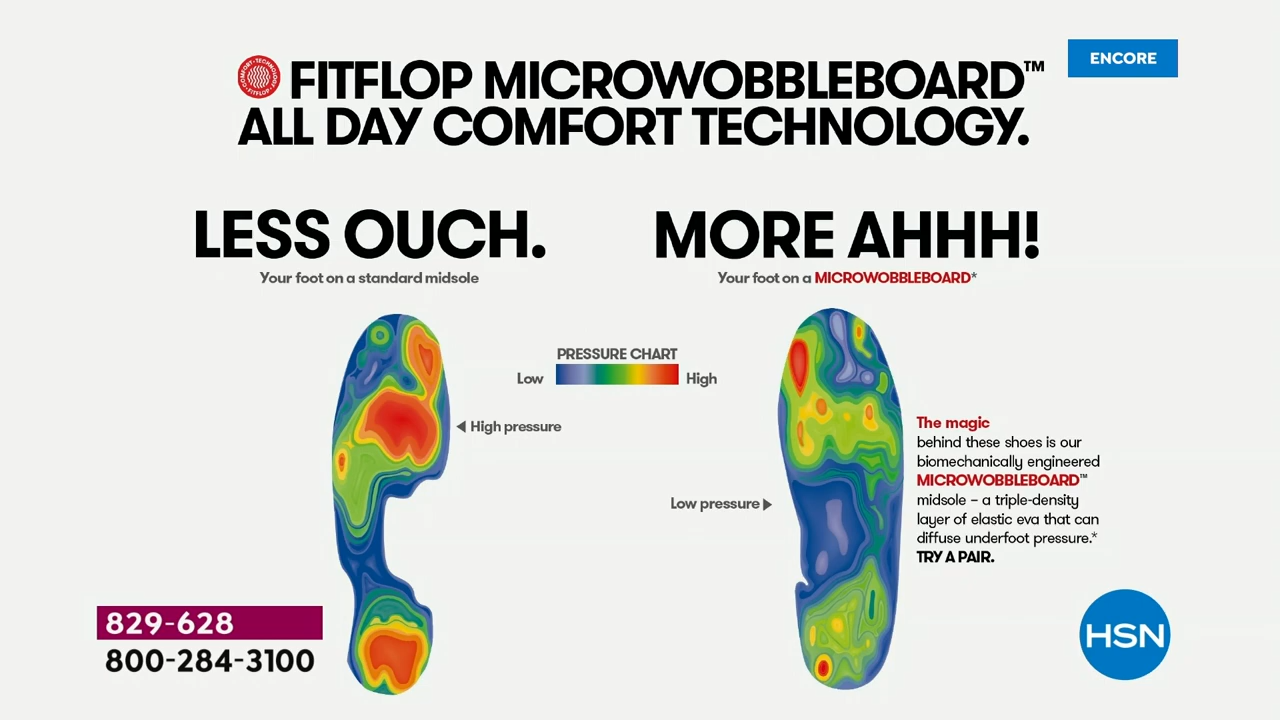 ENCORE
FITFLOP MICROWOBBLEBOARD™
ALL DAY COMFORT TECHNOLOGY.
LESS OUCH.
Your foot on a standard midsole
MORE AHHH!
Your foot on a MICROWOBBLEBOARD*
PRESSURE CHART
Low
High
High pressure
Low pressure
The magic
behind these shoes is our
biomechanically engineered
MICROWOBBLEBOARD™
midsole – a triple-density
layer of elastic eva that can
diffuse underfoot pressure.*
TRY A PAIR.
829-628
800-284-3100
HSN